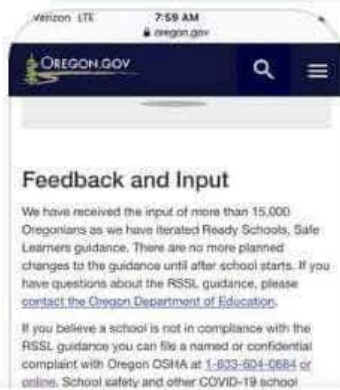 Verizon LTE 7:59 AM
oregon.gov
OREGON.GOV
Feedback and Input
We have received the input of more than 15,000
Oregonians as we have iterated Ready Schools, Safe
Learners guidance. There are no more planned
changes to the guidance until after school starts. If you
have questions about the RSSL guidance, please
contact the Oregon Department of Education.
If you believe a school is not in compliance with the
RSSL guidance you can file a named or confidential
complaint with Oregon OSHA at 1-833-604-0884 or
online. School safety and other COVID-19 school